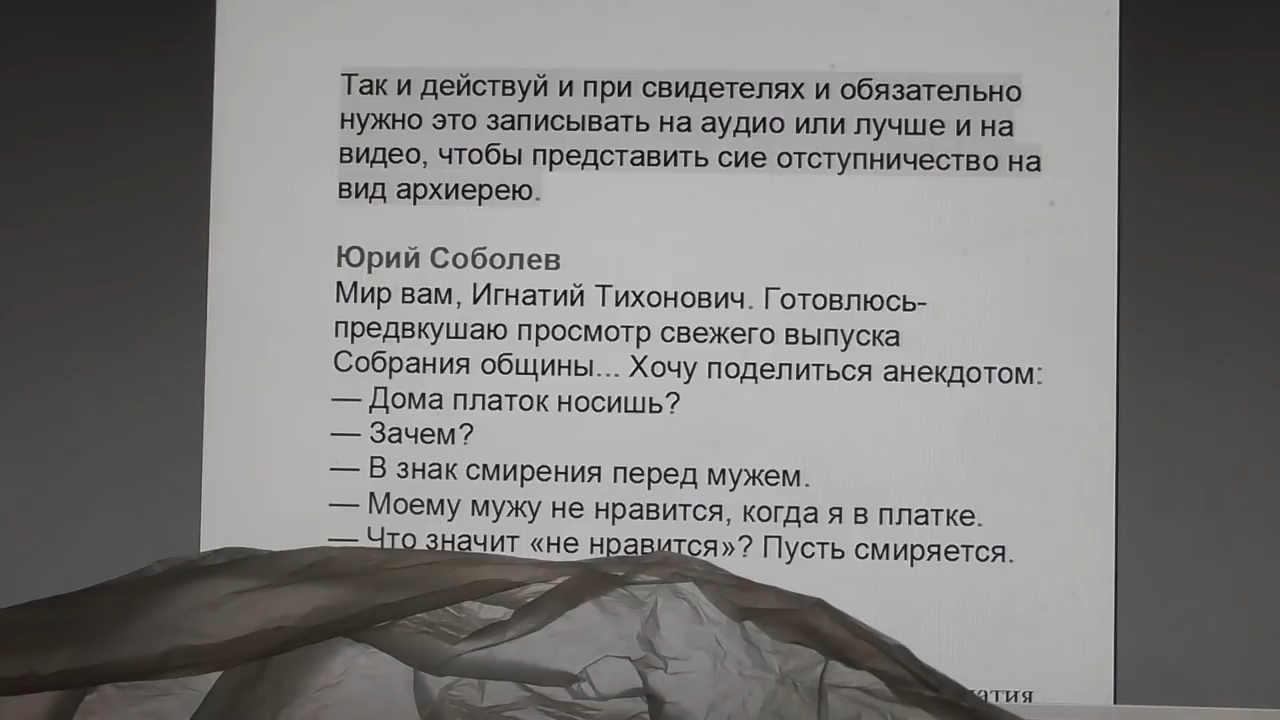 Так и действуй и при свидетелях и обязательно
нужно это записывать на аудио или лучше и на
видео, чтобы представить сие отступничество на
вид архиерею.
Юрий Соболев
Мир вам, Игнатий Тихонович. Готовлюсь-
предвкушаю просмотр свежего выпуска
Собрания общины... Хочу поделиться анекдотом:
— Дома платок носишь?
— Зачем?
— В знак смирения перед мужем.
— Моему мужу не нравится, когда я в платке.
— Что значит «не нравится»? Пусть смиряется.